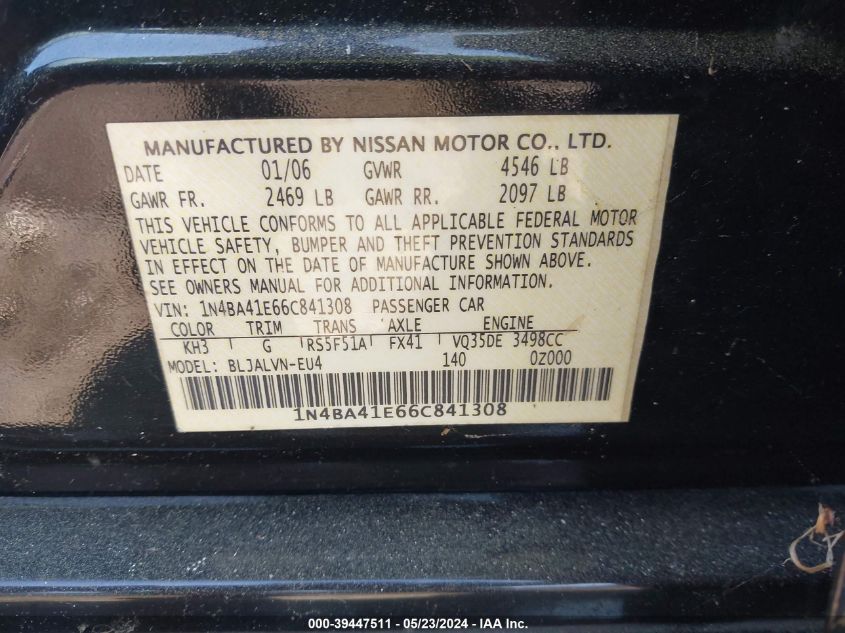 MANUFACTURED BY NISSAN MOTOR CO., LTD.
DATE 01/06 GVWR 4546 LB
GAWR FR. 2469 LB GAWR RR. 2097 LB
THIS VEHICLE CONFORMS TO ALL APPLICABLE FEDERAL MOTOR
VEHICLE SAFETY, BUMPER AND THEFT PREVENTION STANDARDS
IN EFFECT ON THE DATE OF MANUFACTURE SHOWN ABOVE.
SEE OWNERS MANUAL FOR ADDITIONAL INFORMATION.
VIN: 1N4BA41E66C841308 PASSENGER CAR
COLOR TRIM TRANS AXLE ENGINE
KH3 G RS5F51A FX41 VQ35DE 3498CC
MODEL: BLJALVN-EU4 140 0Z000
1N4BA41E66C841308
000-39447511 - 05/23/2024 - IAA Inc.